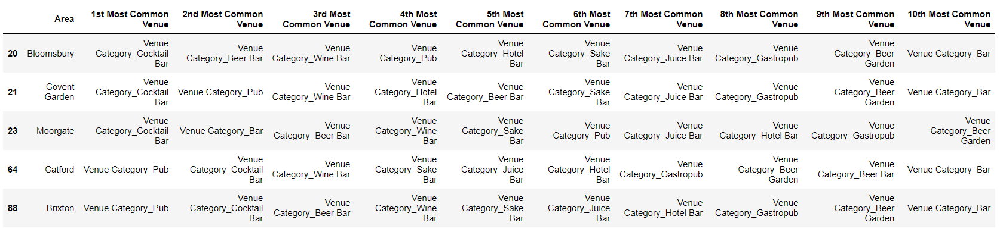 Area 1st Most Common Venue 2nd Most Common Venue 3rd Most Common Venue 4th Most Common Venue 5th Most Common Venue 6th Most Common Venue 7th Most Common Venue 8th Most Common Venue 9th Most Common Venue 10th Most Common Venue
20 Bloomsbury Venue Category_Cocktail Bar Venue Category_Beer Bar Venue Category_Wine Bar Venue Category_Pub Venue Category_Hotel Bar Venue Category_Sake Bar Venue Category_Juice Bar Venue Category_Gastropub Venue Category_Beer Garden Venue Category_Bar
21 Covent Garden Venue Category_Cocktail Bar Venue Category_Pub Venue Category_Wine Bar Venue Category_Hotel Bar Venue Category_Beer Bar Venue Category_Sake Bar Venue Category_Juice Bar Venue Category_Gastropub Venue Category_Beer Garden Venue Category_Bar
23 Moorgate Venue Category_Cocktail Bar Venue Category_Bar Venue Category_Beer Bar Venue Category_Wine Bar Venue Category_Sake Bar Venue Category_Pub Venue Category_Juice Bar Venue Category_Hotel Bar Venue Category_Gastropub Venue Category_Beer Garden
64 Catford Venue Category_Pub Venue Category_Cocktail Bar Venue Category_Wine Bar Venue Category_Sake Bar Venue Category_Juice Bar Venue Category_Hotel Bar Venue Category_Gastropub Venue Category_Beer Garden Venue Category_Beer Bar Venue Category_Bar
88 Brixton Venue Category_Pub Venue Category_Cocktail Bar Venue Category_Beer Bar Venue Category_Wine Bar Venue Category_Sake Bar Venue Category_Juice Bar Venue Category_Hotel Bar Venue Category_Gastropub Venue Category_Beer Garden Venue Category_Bar